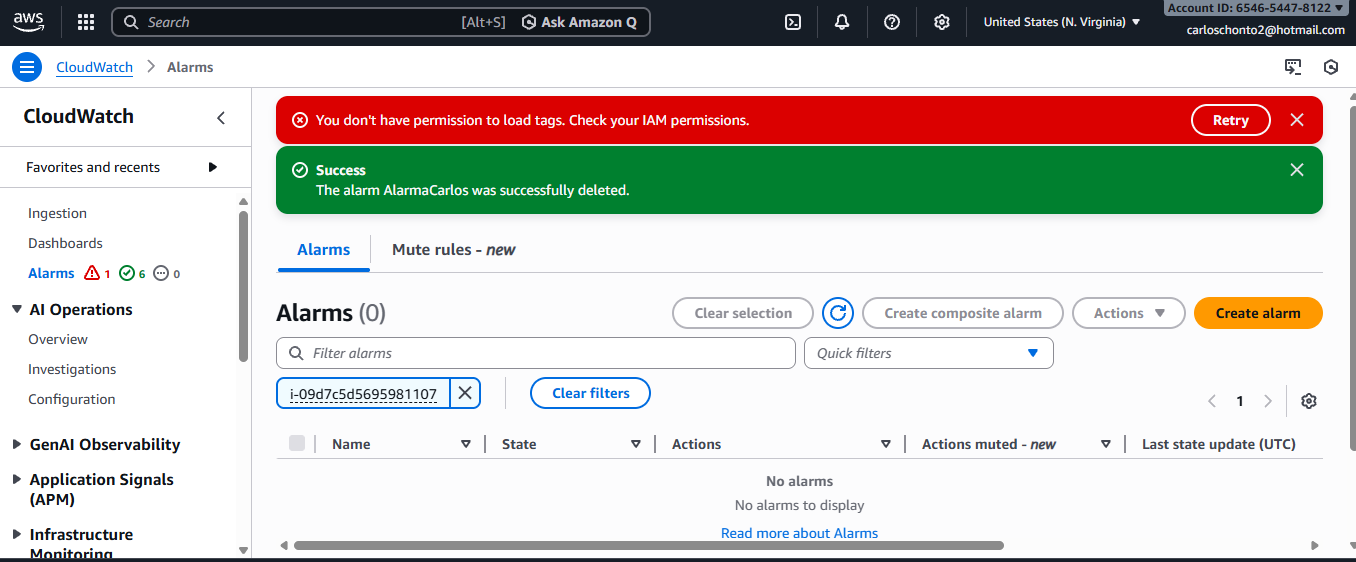 aws
Search [Alt+S] Ask Amazon Q
United States (N. Virginia)
Account ID: 6546-5447-8122
carloschonto2@hotmail.com
CloudWatch > Alarms
CloudWatch
Favorites and recents
Ingestion
Dashboards
Alarms 1 6 0
AI Operations
Overview
Investigations
Configuration
GenAI Observability
Application Signals
(APM)
Infrastructure
Monitoring
You don't have permission to load tags. Check your IAM permissions.
Retry
Success
The alarm AlarmaCarlos was successfully deleted.
Alarms
Mute rules - new
Alarms (0)
Clear selection
Create composite alarm
Actions
Create alarm
Filter alarms
Quick filters
i-09d7c5d5695981107
Clear filters
1
Name State Actions Actions muted - new Last state update (UTC)
No alarms
No alarms to display
Read more about Alarms